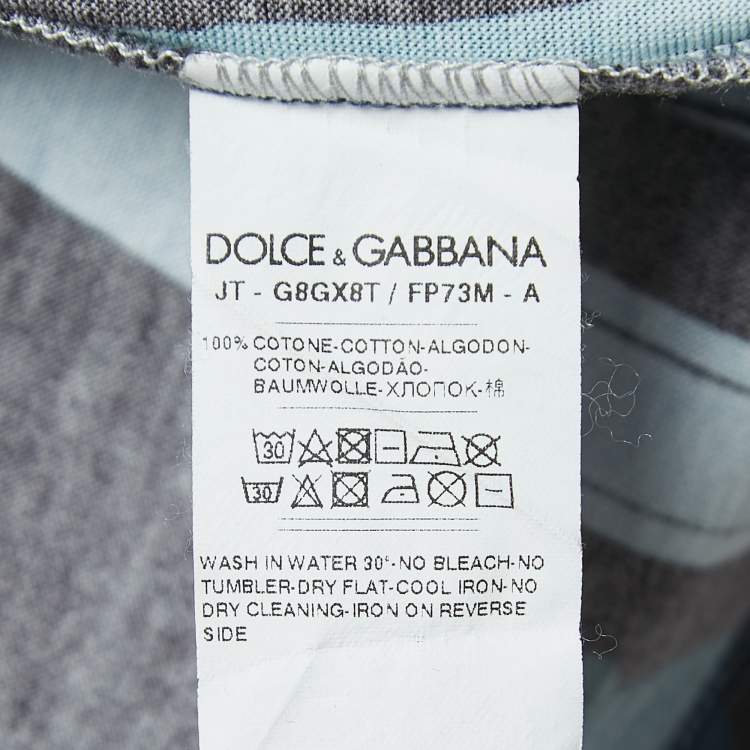 DOLCE & GABBANA
JT - G8GX8T / FP73M - A
100% COTONE-COTTON-ALGODON-
COTON-ALGODÃO-
BAUMWOLLE-ХЛОПОК-棉
30
30
WASH IN WATER 30°-NO BLEACH-NO
TUMBLER-DRY FLAT-COOL IRON-NO
DRY CLEANING-IRON ON REVERSE
SIDE